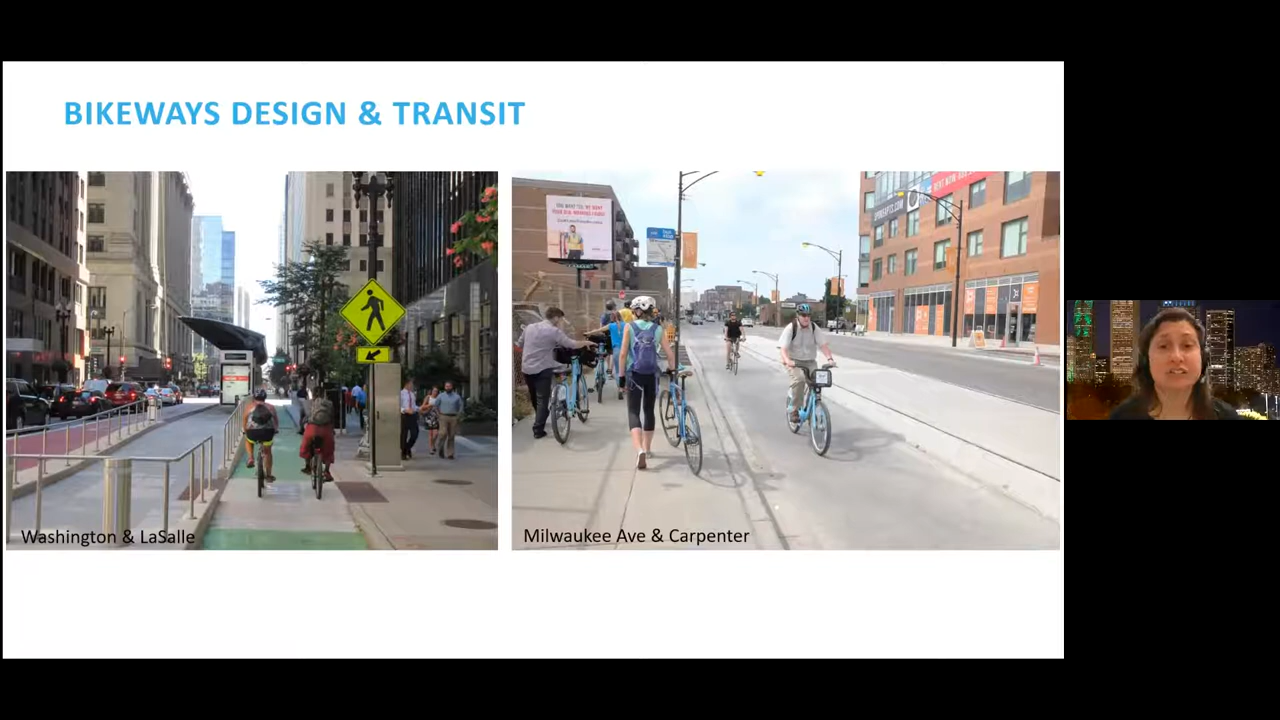 BIKEWAYS DESIGN & TRANSIT
Washington & LaSalle
Milwaukee Ave & Carpenter